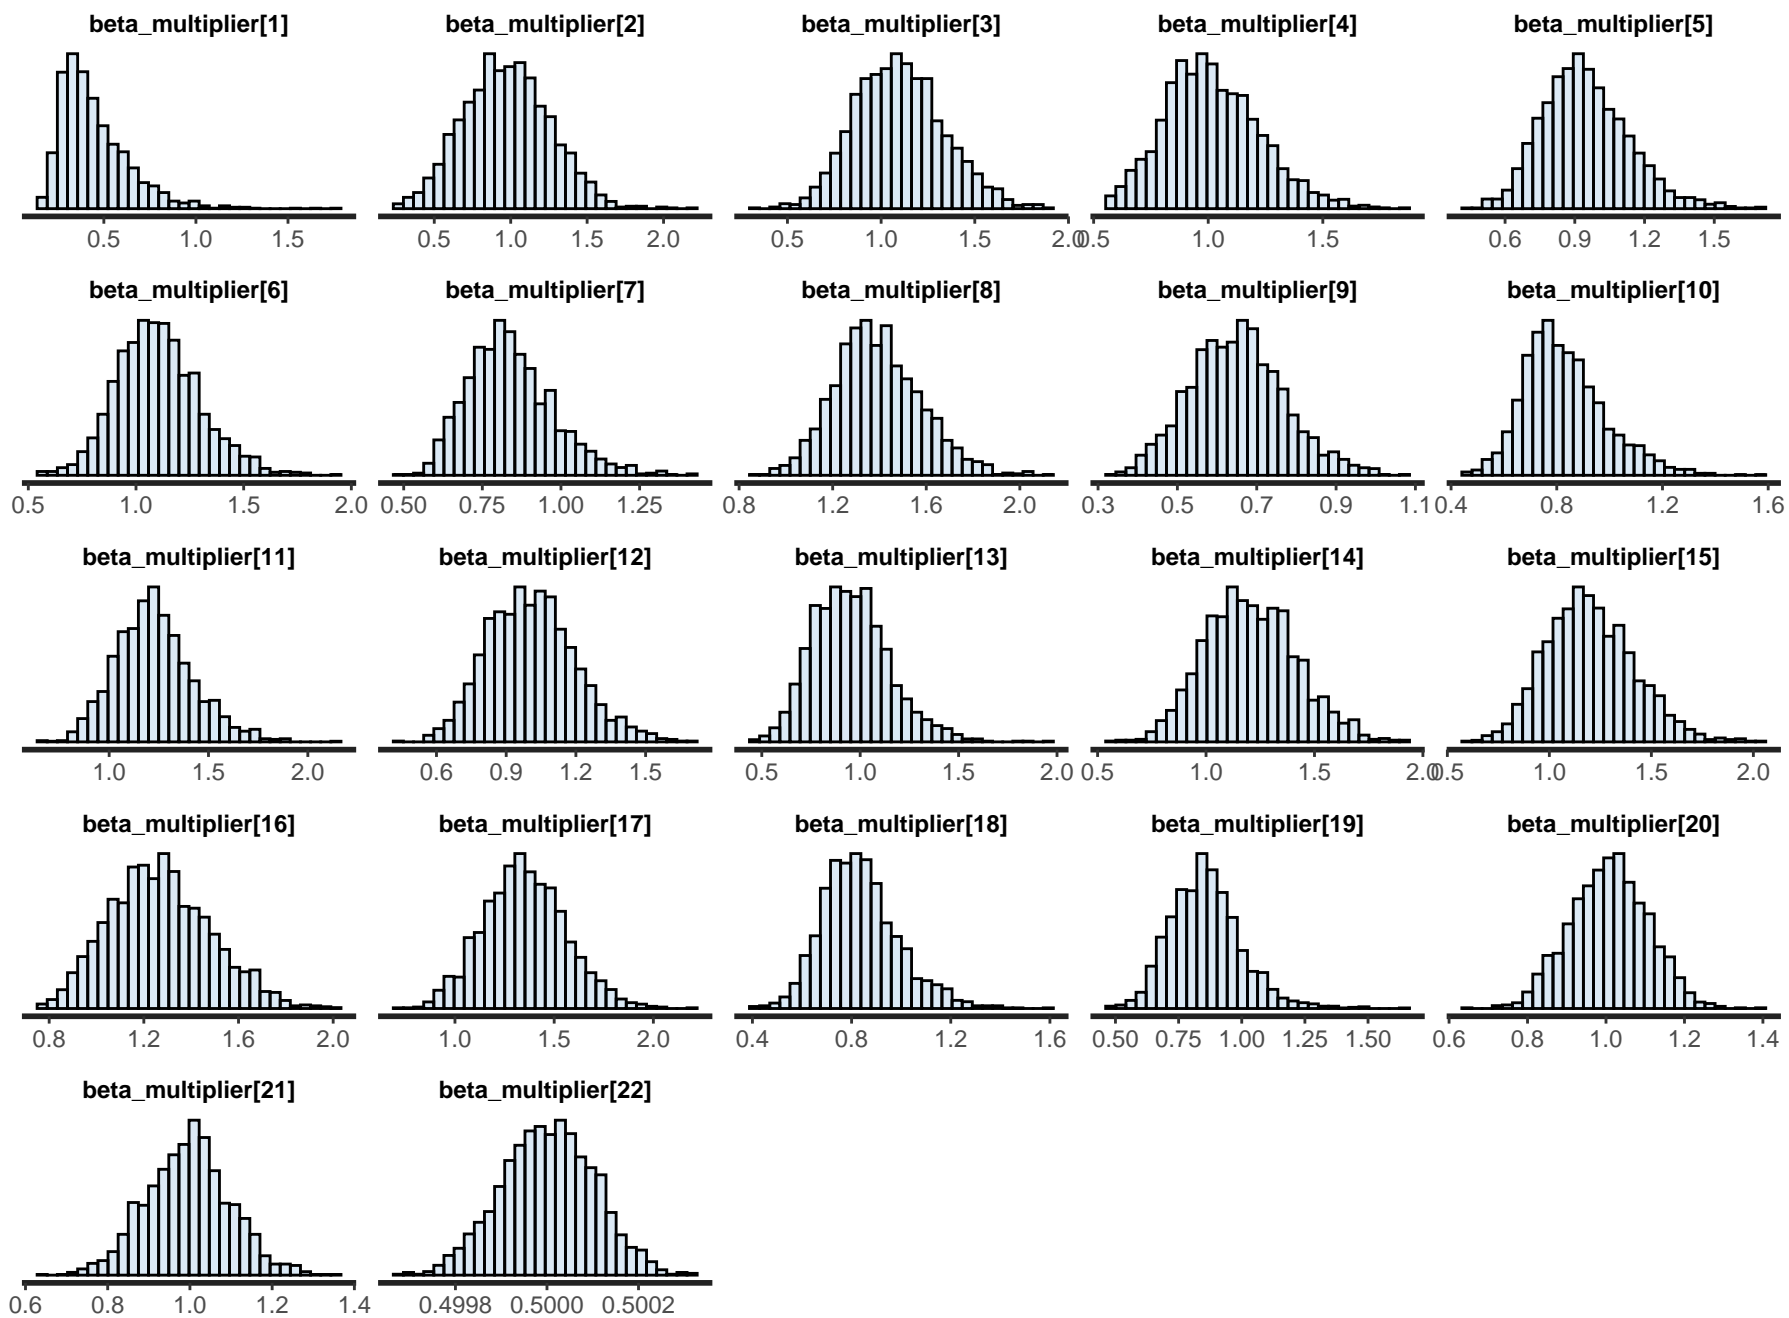 beta_multiplier[1] beta_multiplier[2] beta_multiplier[3] beta_multiplier[4] beta_multiplier[5]
0.5 1.0 1.5 0.5 1.0 1.5 2.0 0.5 1.0 1.5 2.0 0.5 1.0 1.5 0.6 0.9 1.2 1.5
beta_multiplier[6] beta_multiplier[7] beta_multiplier[8] beta_multiplier[9] beta_multiplier[10]
0.5 1.0 1.5 2.0 0.50 0.75 1.00 1.25 0.8 1.2 1.6 2.0 0.3 0.5 0.7 0.9 1.1 0.4 0.8 1.2 1.6
beta_multiplier[11] beta_multiplier[12] beta_multiplier[13] beta_multiplier[14] beta_multiplier[15]
1.0 1.5 2.0 0.6 0.9 1.2 1.5 0.5 1.0 1.5 2.0 0.5 1.0 1.5 2.0 0.5 1.0 1.5 2.0
beta_multiplier[16] beta_multiplier[17] beta_multiplier[18] beta_multiplier[19] beta_multiplier[20]
0.8 1.2 1.6 2.0 1.0 1.5 2.0 0.4 0.8 1.2 1.6 0.50 0.75 1.00 1.25 1.50 0.6 0.8 1.0 1.2 1.4
beta_multiplier[21] beta_multiplier[22]
0.6 0.8 1.0 1.2 1.4 0.4998 0.5000 0.5002